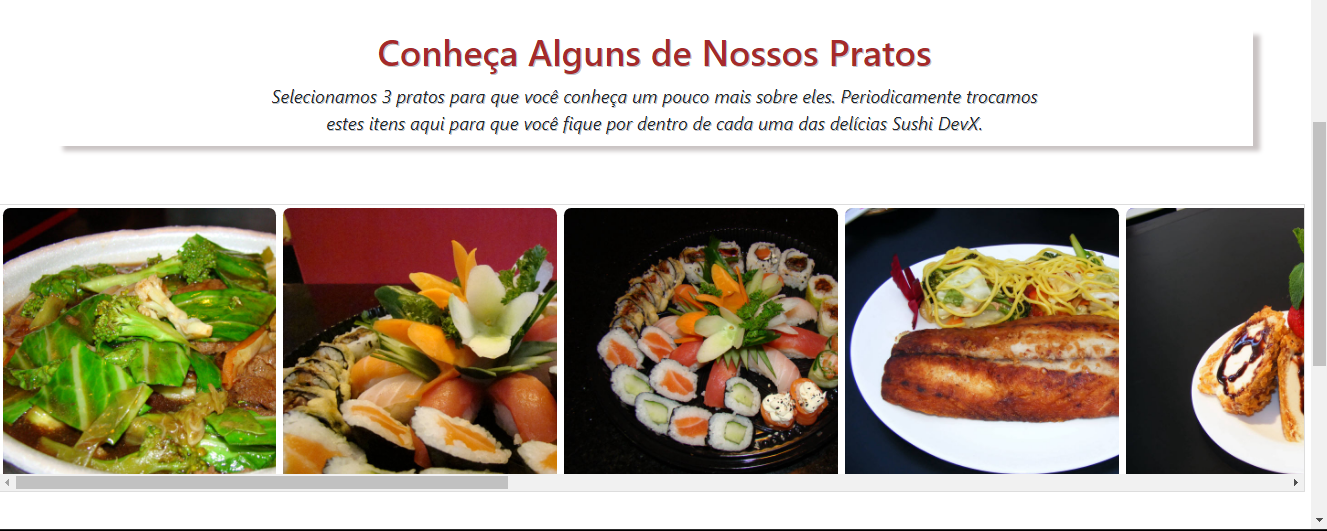 Conheça Alguns de Nossos Pratos
Selecionamos 3 pratos para que você conheça um pouco mais sobre eles. Periodicamente trocamos
estes itens aqui para que você fique por dentro de cada uma das delícias Sushi DevX.